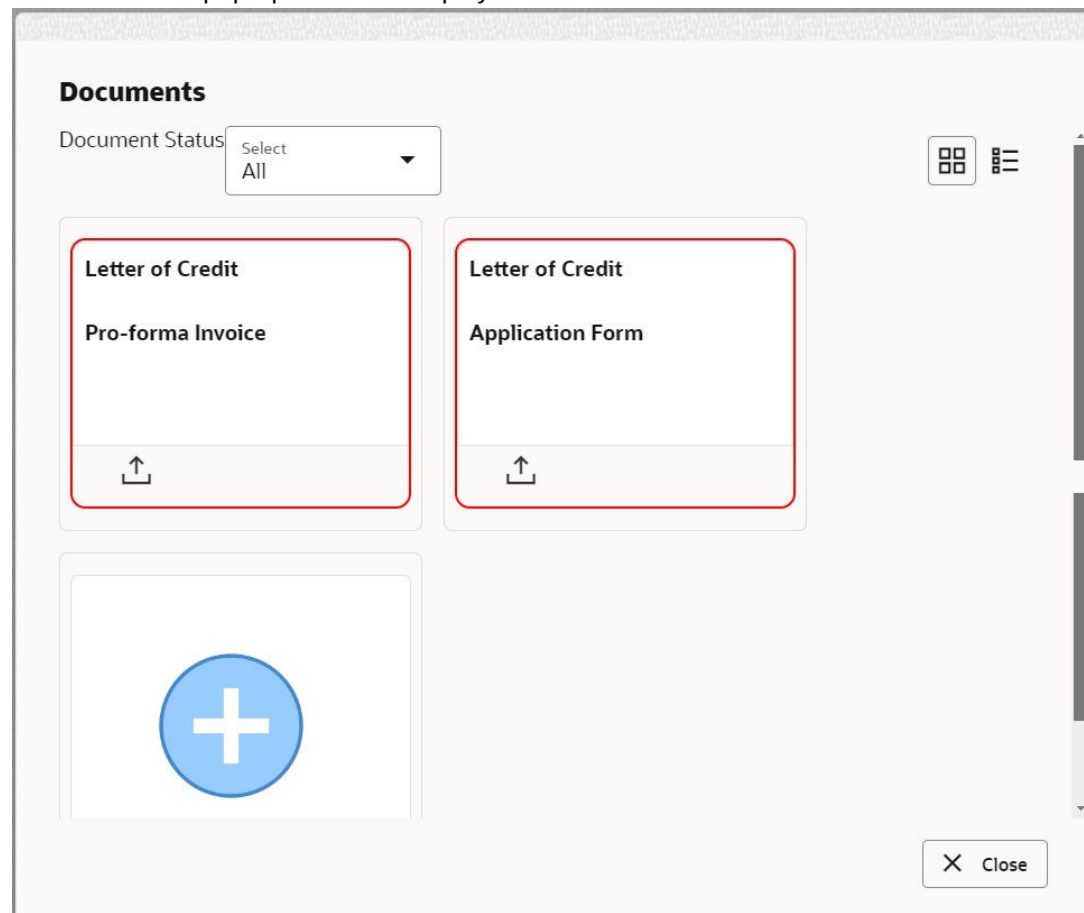 Documents
Document Status
Select
All
Letter of Credit
Pro-forma Invoice
Letter of Credit
Application Form
Close